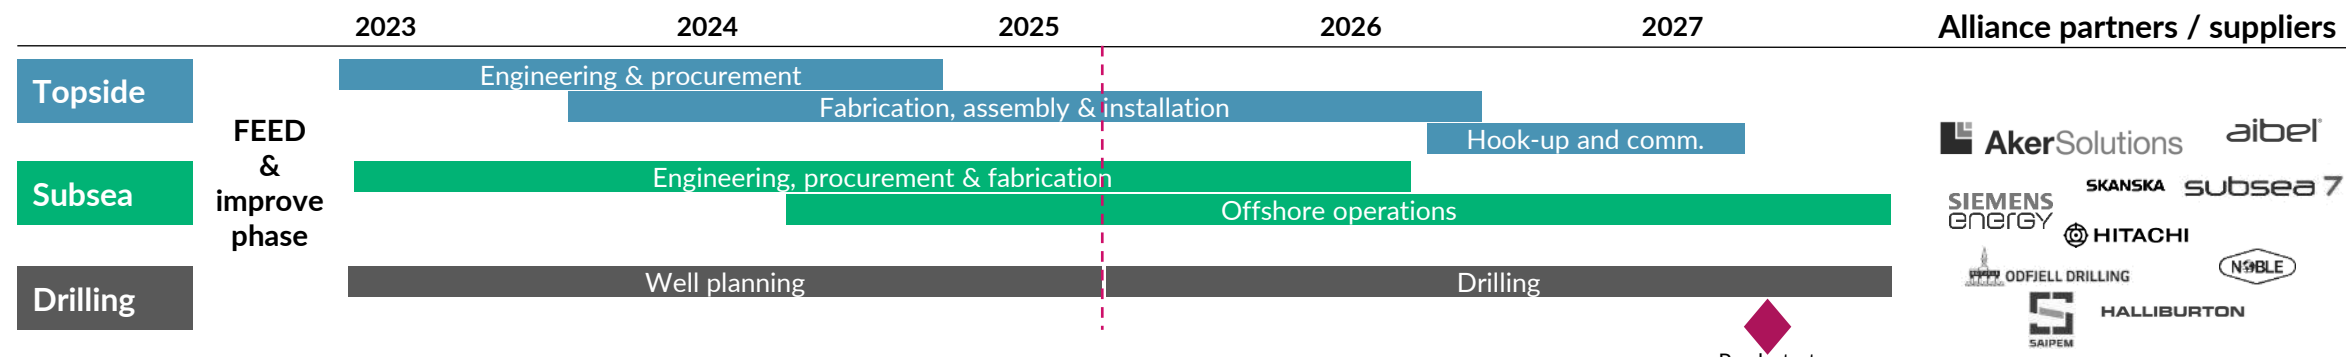 2023 2024 2025 2026 2027 Alliance partners / suppliers
Topside
Engineering & procurement
Fabrication, assembly & installation
Hook-up and comm.
FEED
&
improve
phase
Subsea
Engineering, procurement & fabrication
Offshore operations
Drilling
Well planning
Drilling
AkerSolutions
aibel
SKANSKA
subsea 7
SIEMENS
energy
HITACHI
ODFJELL DRILLING
NOBLE
SAIPEM
HALLIBURTON